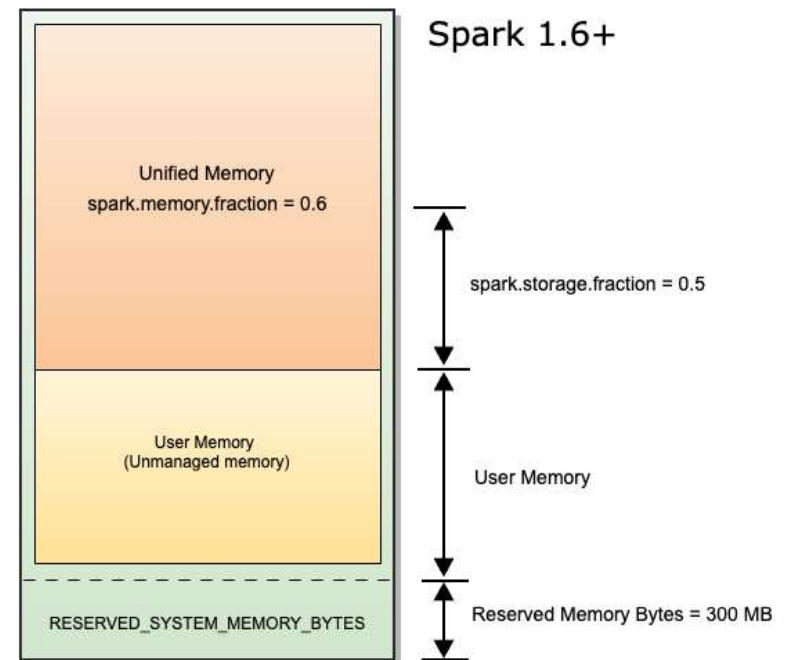 Spark 1.6+
Unified Memory
spark.memory.fraction = 0.6
spark.storage.fraction = 0.5
User Memory
(Unmanaged memory)
User Memory
RESERVED_SYSTEM_MEMORY_BYTES
Reserved Memory Bytes = 300 MB